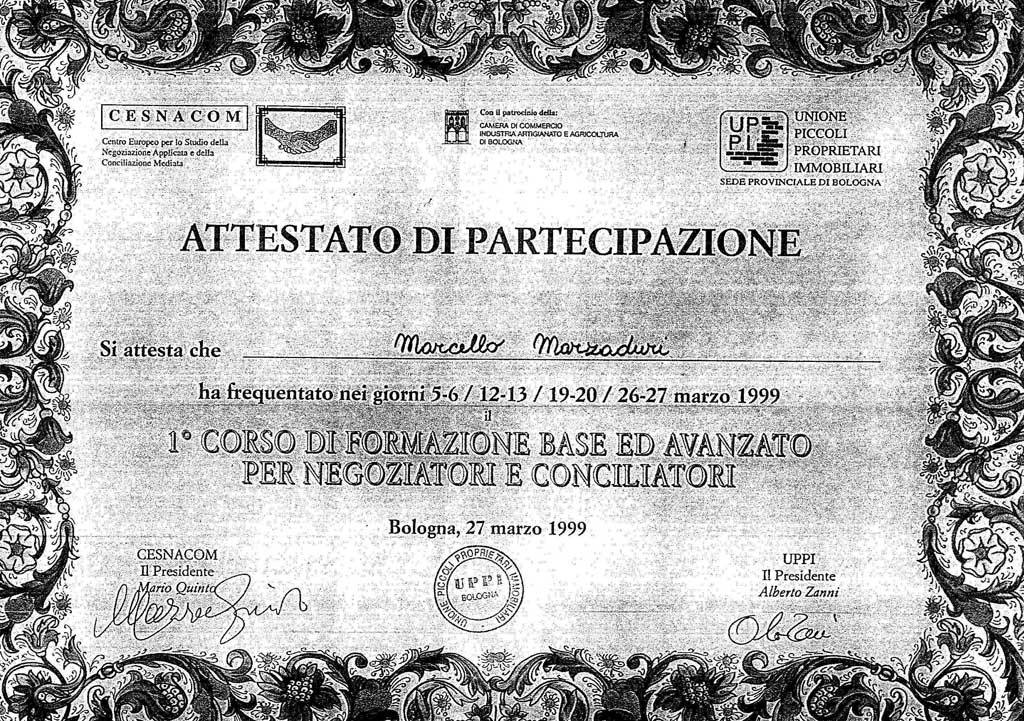 CESNACOM
Centro Europeo per lo Studio della
Negoziazione Applicata e della
Conciliazione Mediata
Con il patrocinio della:
CAMERA DI COMMERCIO
INDUSTRIA ARTIGIANATO E AGRICOLTURA
DI BOLOGNA
UP
PI
UNIONE
PICCOLI
PROPRIETARI
IMMOBILIARI
SEDE PROVINCIALE DI BOLOGNA
ATTESTATO DI PARTECIPAZIONE
Si attesta che Marcello Marzaduri
ha frequentato nei giorni 5-6 / 12-13 / 19-20 / 26-27 marzo 1999
il
1° CORSO DI FORMAZIONE BASE ED AVANZATO
PER NEGOZIATORI E CONCILIATORI
Bologna, 27 marzo 1999
CESNACOM
Il Presidente
Mario Quinto
UNIONE PICCOLI PROPRIETARI IMMOBILIARI
UPPI
BOLOGNA
UPPI
Il Presidente
Alberto Zanni